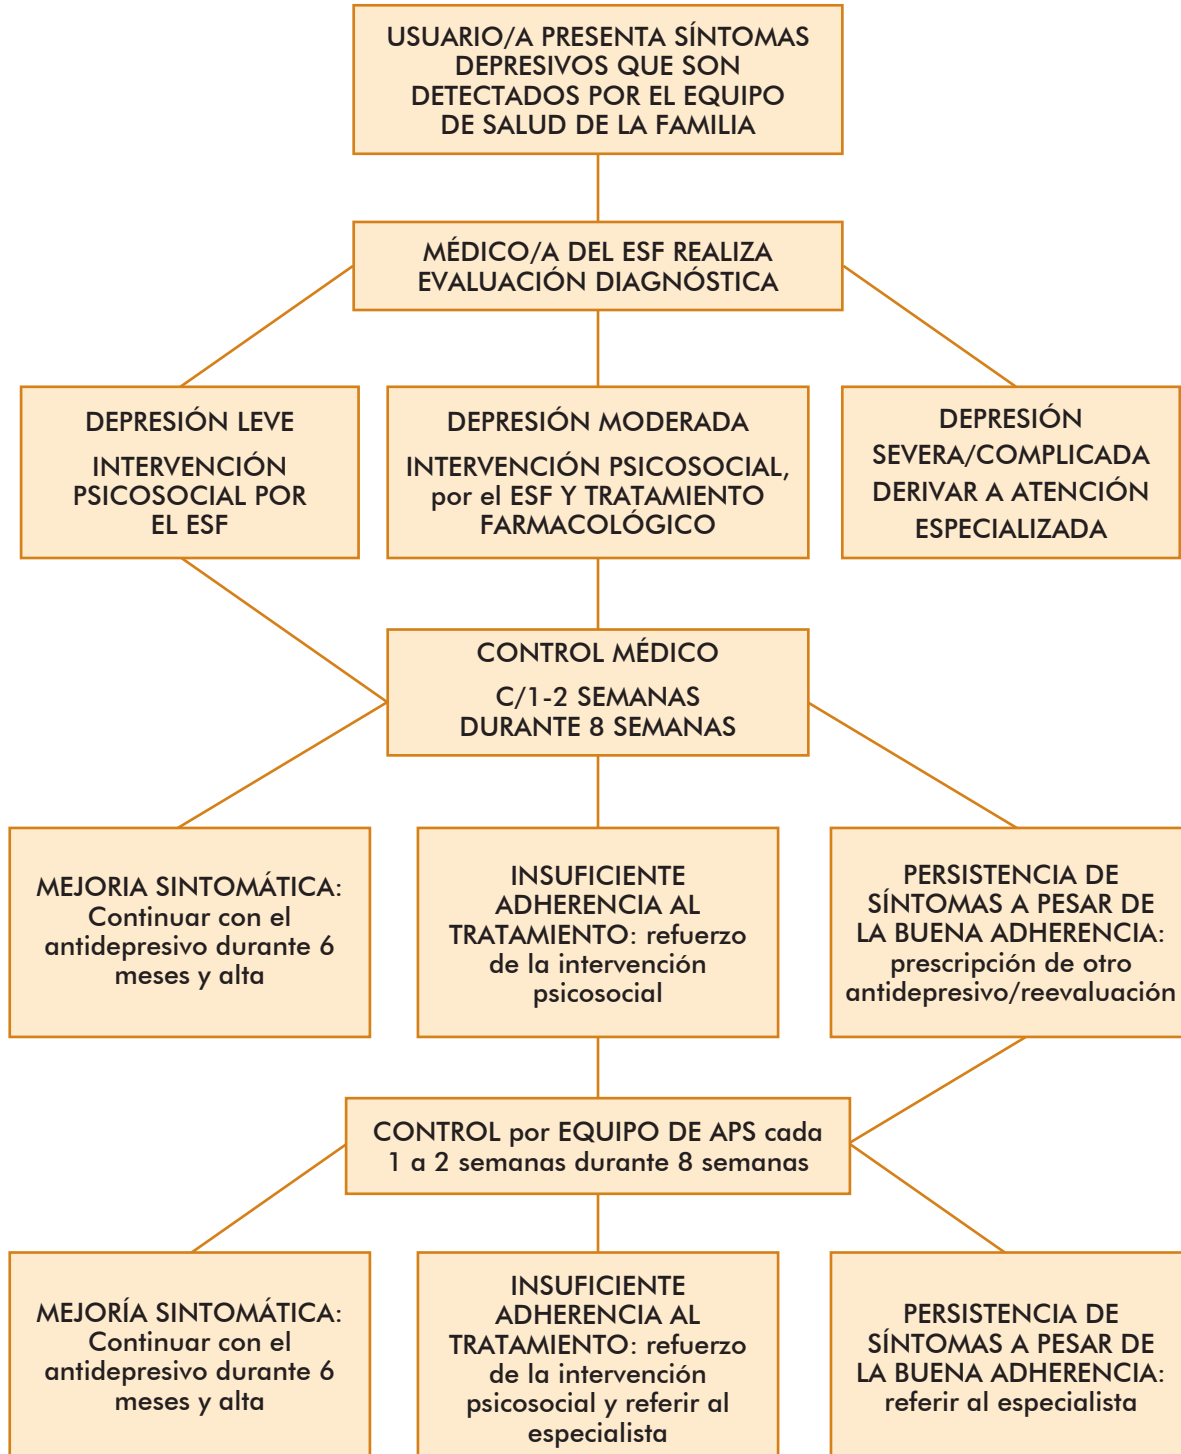 USUARIO/A PRESENTA SÍNTOMAS
DEPRESIVOS QUE SON
DETECTADOS POR EL EQUIPO
DE SALUD DE LA FAMILIA
MÉDICO/A DEL ESF REALIZA
EVALUACIÓN DIAGNÓSTICA
DEPRESIÓN LEVE
INTERVENCIÓN
PSICOSOCIAL POR
EL ESF
DEPRESIÓN MODERADA
INTERVENCIÓN PSICOSOCIAL,
por el ESF Y TRATAMIENTO
FARMACOLÓGICO
DEPRESIÓN
SEVERA/COMPLICADA
DERIVAR A ATENCIÓN
ESPECIALIZADA
CONTROL MÉDICO
C/1-2 SEMANAS
DURANTE 8 SEMANAS
MEJORIA SINTOMÁTICA:
Continuar con el
antidepresivo durante 6
meses y alta
INSUFICIENTE
ADHERENCIA AL
TRATAMIENTO: refuerzo
de la intervención
psicosocial
PERSISTENCIA DE
SÍNTOMAS A PESAR DE
LA BUENA ADHERENCIA:
prescripción de otro
antidepresivo/reevaluación
CONTROL por EQUIPO DE APS cada
1 a 2 semanas durante 8 semanas
MEJORÍA SINTOMÁTICA:
Continuar con el
antidepresivo durante 6
meses y alta
INSUFICIENTE
ADHERENCIA AL
TRATAMIENTO: refuerzo
de la intervención
psicosocial y referir al
especialista
PERSISTENCIA DE
SÍNTOMAS A PESAR DE
LA BUENA ADHERENCIA:
referir al especialista